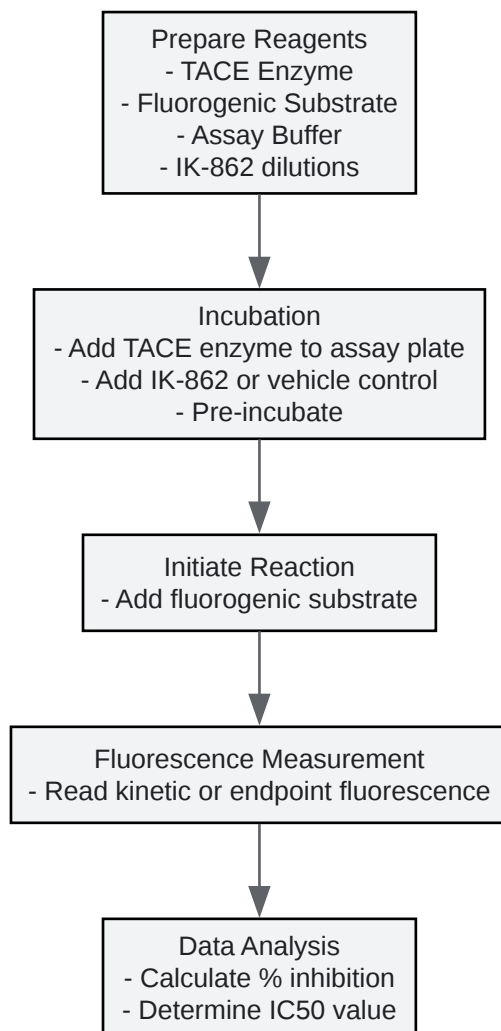 Prepare Reagents
- TACE Enzyme
- Fluorogenic Substrate
- Assay Buffer
- IK-862 dilutions
Incubation
- Add TACE enzyme to assay plate
- Add IK-862 or vehicle control
- Pre-incubate
Initiate Reaction
- Add fluorogenic substrate
Fluorescence Measurement
- Read kinetic or endpoint fluorescence
Data Analysis
- Calculate % inhibition
- Determine IC50 value